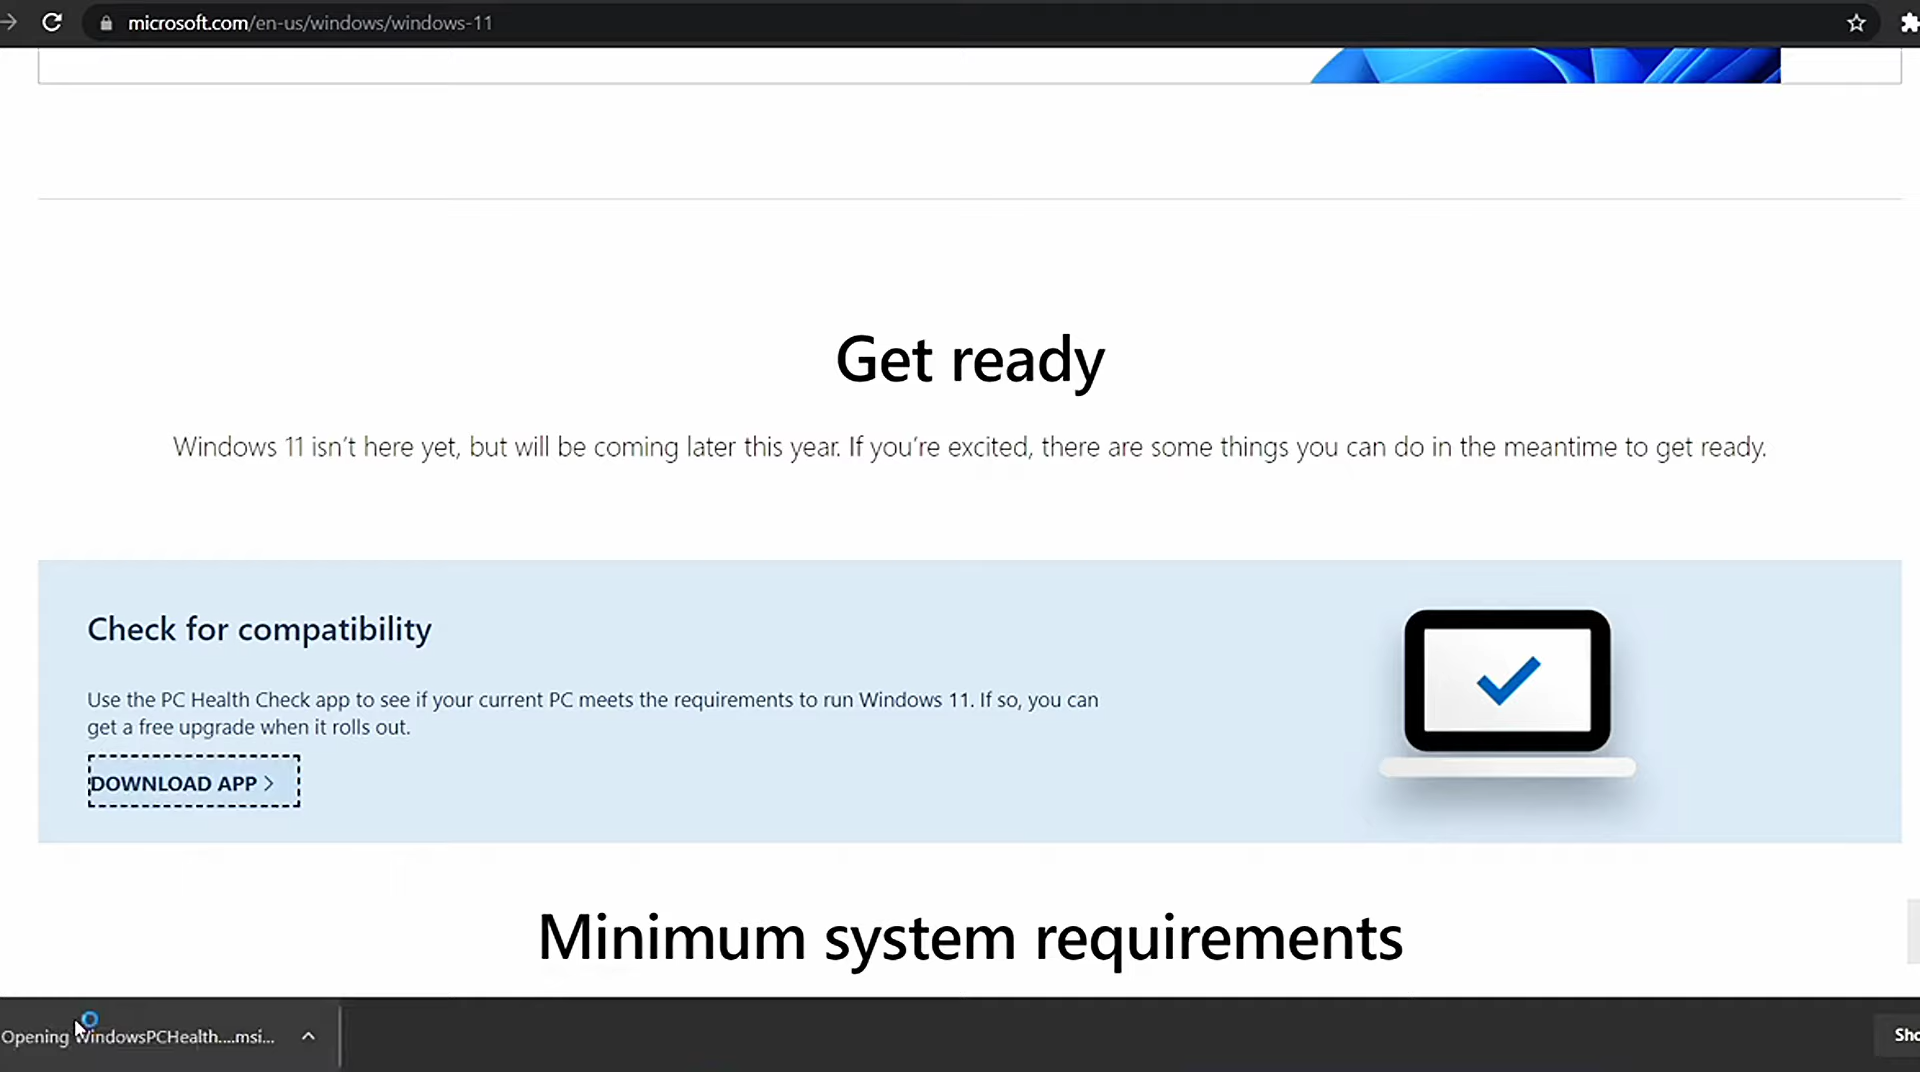 microsoft.com/en-us/windows/windows-11
Get ready
Windows 11 isn't here yet, but will be coming later this year. If you're excited, there are some things you can do in the meantime to get ready.
Check for compatibility
Use the PC Health Check app to see if your current PC meets the requirements to run Windows 11. If so, you can
get a free upgrade when it rolls out.
DOWNLOAD APP >
Minimum system requirements
Opening WindowsPCHealth....msi...